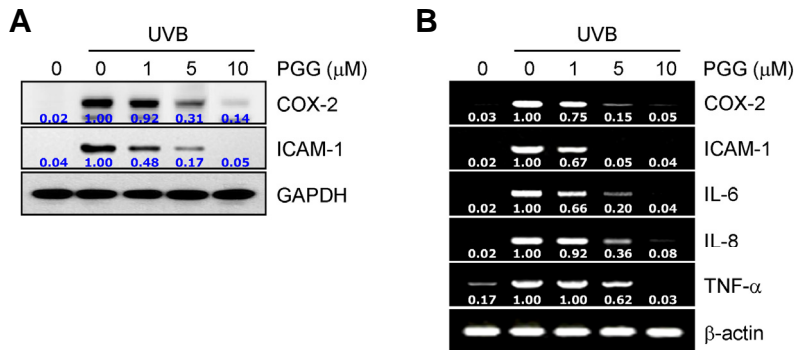 A
UVB
0 0 1 5 10 PGG (μM)
COX-2
0.02 1.00 0.92 0.31 0.14
ICAM-1
0.04 1.00 0.48 0.17 0.05
GAPDH
B
UVB
0 0 1 5 10 PGG (μM)
COX-2
0.03 1.00 0.75 0.15 0.05
ICAM-1
0.02 1.00 0.67 0.05 0.04
IL-6
0.02 1.00 0.66 0.20 0.04
IL-8
0.02 1.00 0.92 0.36 0.08
TNF-α
0.17 1.00 1.00 0.62 0.03
β-actin